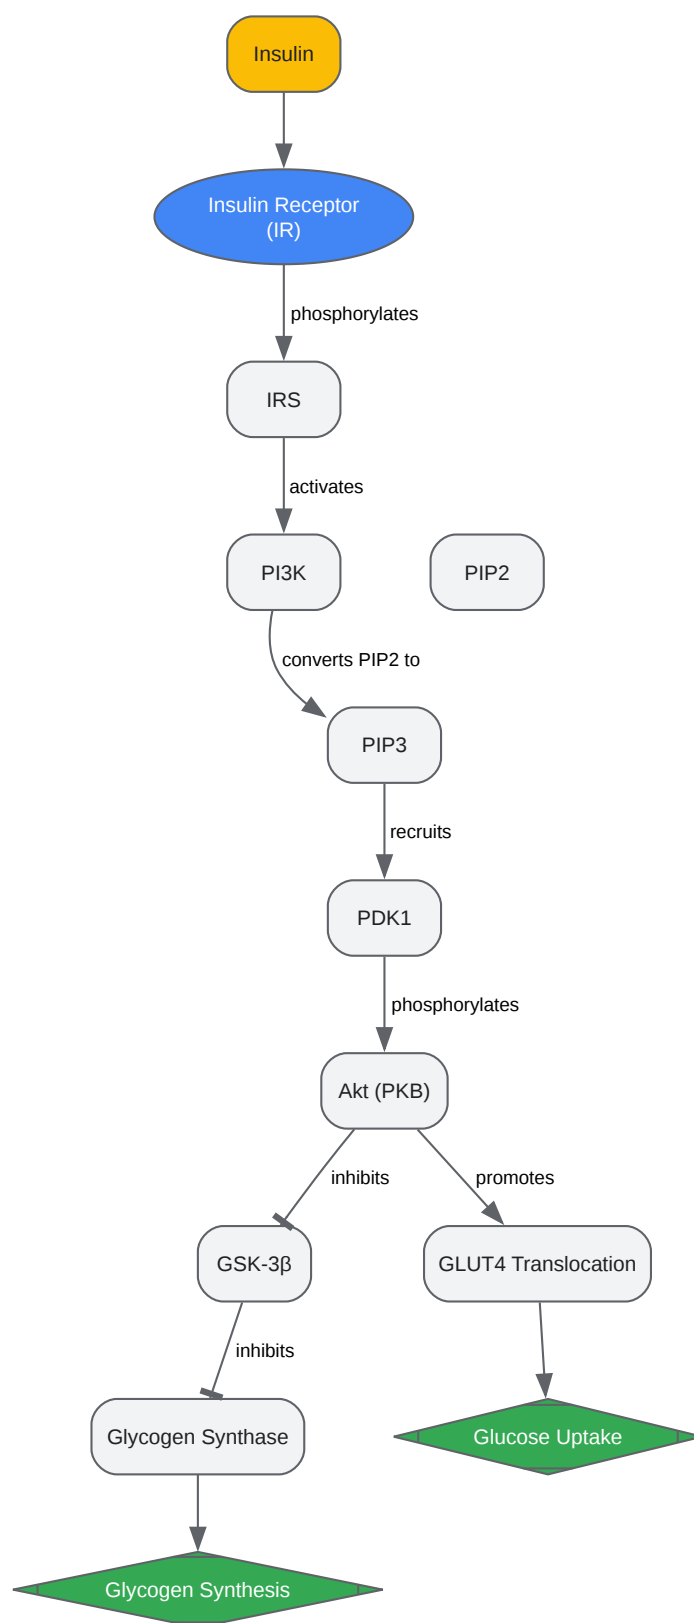 Insulin
Insulin Receptor
(IR)
phosphorylates
IRS
activates
PI3K
PIP2
converts PIP2 to
PIP3
recruits
PDK1
phosphorylates
Akt (PKB)
inhibits
promotes
GSK-3β
GLUT4 Translocation
inhibits
Glycogen Synthase
Glucose Uptake
Glycogen Synthesis